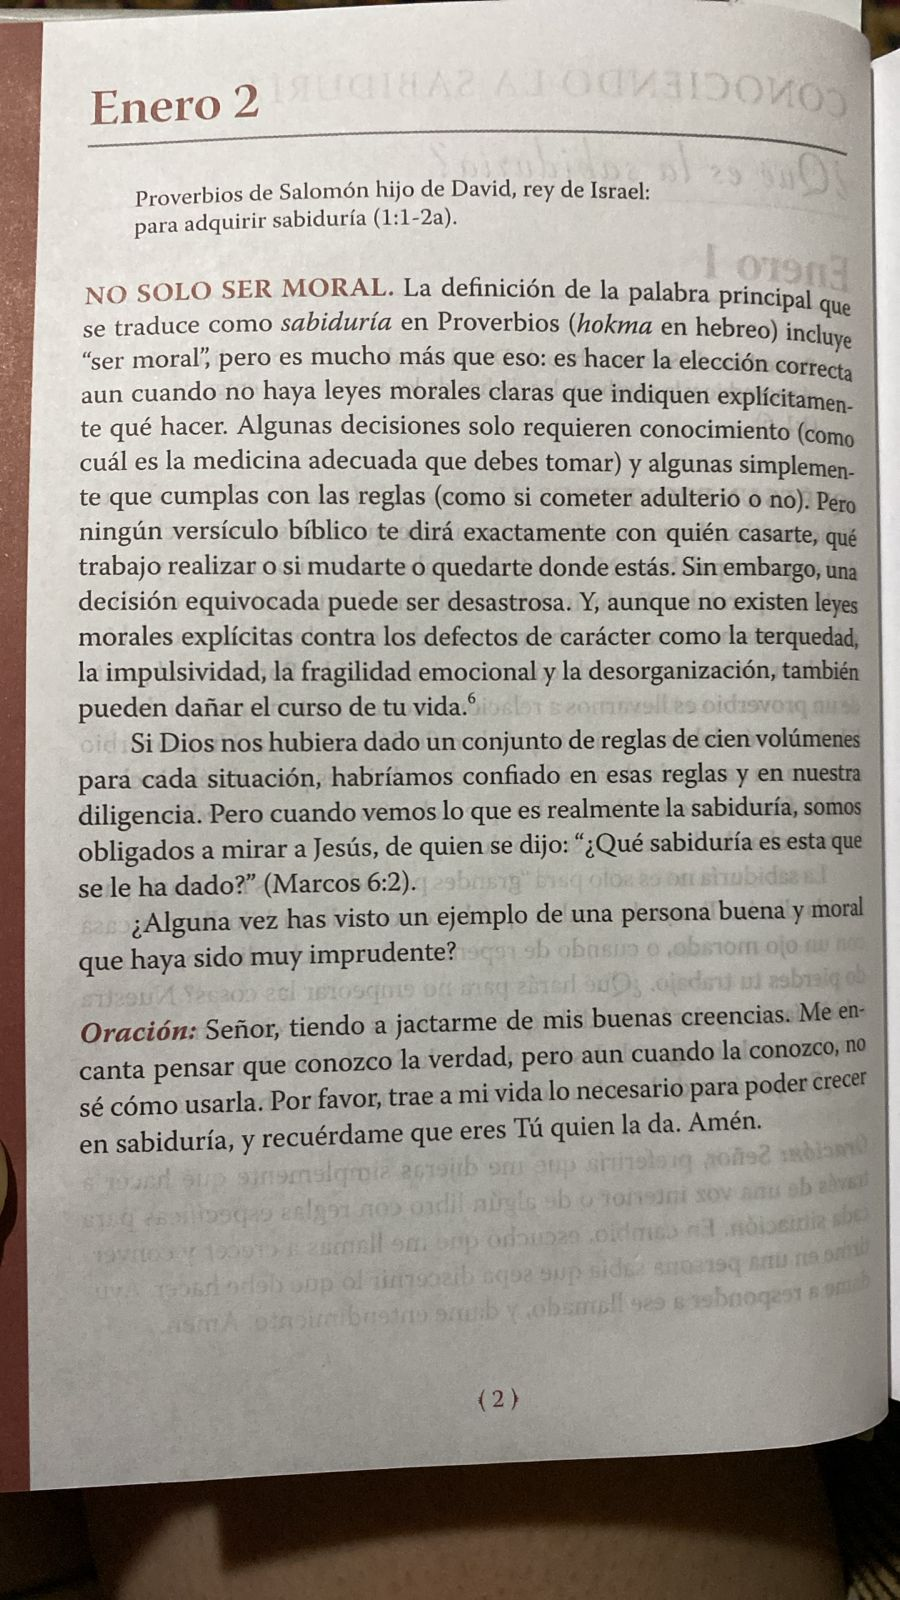 Enero 2
Proverbios de Salomón hijo de David, rey de Israel:
para adquirir sabiduría (1:1-2a).
NO SOLO SER MORAL. La definición de la palabra principal que
se traduce como sabiduría en Proverbios (hokma en hebreo) incluye
“ser moral”, pero es mucho más que eso: es hacer la elección correcta
aun cuando no haya leyes morales claras que indiquen explícitamen-
te qué hacer. Algunas decisiones solo requieren conocimiento (como
cuál es la medicina adecuada que debes tomar) y algunas simplemen-
te que cumplas con las reglas (como si cometer adulterio o no). Pero
ningún versículo bíblico te dirá exactamente con quién casarte, qué
trabajo realizar o si mudarte o quedarte donde estás. Sin embargo, una
decisión equivocada puede ser desastrosa. Y, aunque no existen leyes
morales explícitas contra los defectos de carácter como la terquedad,
la impulsividad, la fragilidad emocional y la desorganización, también
pueden dañar el curso de tu vida.⁶
Si Dios nos hubiera dado un conjunto de reglas de cien volúmenes
para cada situación, habríamos confiado en esas reglas y en nuestra
diligencia. Pero cuando vemos lo que es realmente la sabiduría, somos
obligados a mirar a Jesús, de quien se dijo: “¿Qué sabiduría es esta que
se le ha dado?” (Marcos 6:2).
¿Alguna vez has visto un ejemplo de una persona buena y moral
que haya sido muy imprudente?
Oración: Señor, tiendo a jactarme de mis buenas creencias. Me en-
canta pensar que conozco la verdad, pero aun cuando la conozco, no
sé cómo usarla. Por favor, trae a mi vida lo necesario para poder crecer
en sabiduría, y recuérdame que eres Tú quien la da. Amén.
(2)